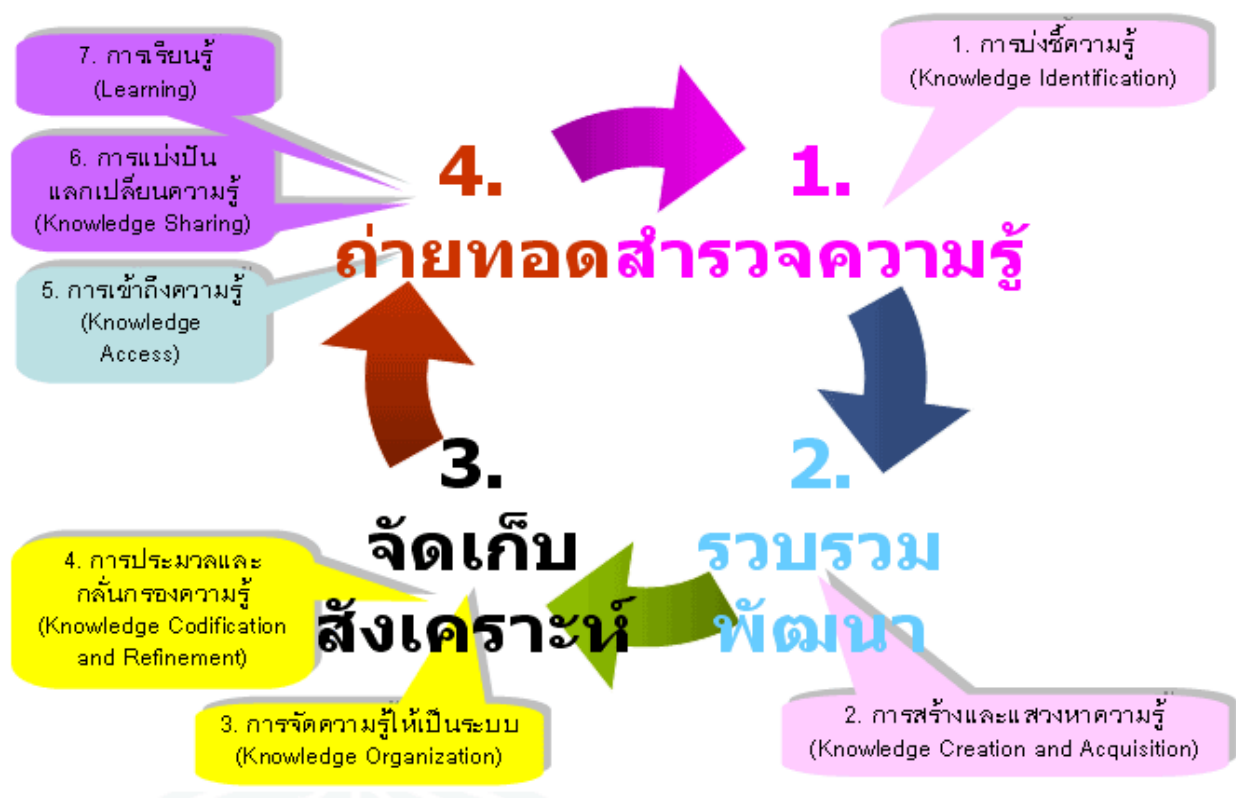 7. การเรียนรู้
(Learning)
6. การแบ่งปัน
แลกเปลี่ยนความรู้
(Knowledge Sharing)
5. การเข้าถึงความรู้
(Knowledge
Access)
4.
ถ่ายทอด
1. การบ่งชี้ความรู้
(Knowledge Identification)
1.
สำรวจความรู้
2.
รวบรวม
พัฒนา
2. การสร้างและแสวงหาความรู้
(Knowledge Creation and Acquisition)
3.
จัดเก็บ
สังเคราะห์
4. การประมวลและ
กลั่นกรองความรู้
(Knowledge Codification
and Refinement)
3. การจัดความรู้ให้เป็นระบบ
(Knowledge Organization)